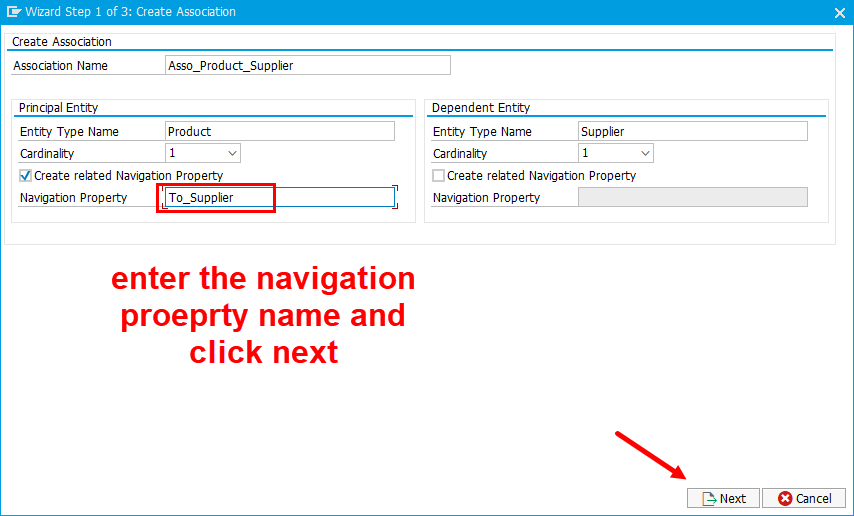 Wizard Step 1 of 3: Create Association
Create Association
Association Name Asso_Product_Supplier
Principal Entity
Entity Type Name Product
Cardinality 1
Create related Navigation Property
Navigation Property To_Supplier
Dependent Entity
Entity Type Name Supplier
Cardinality 1
Create related Navigation Property
Navigation Property
enter the navigation
proeprty name and
click next
Next Cancel